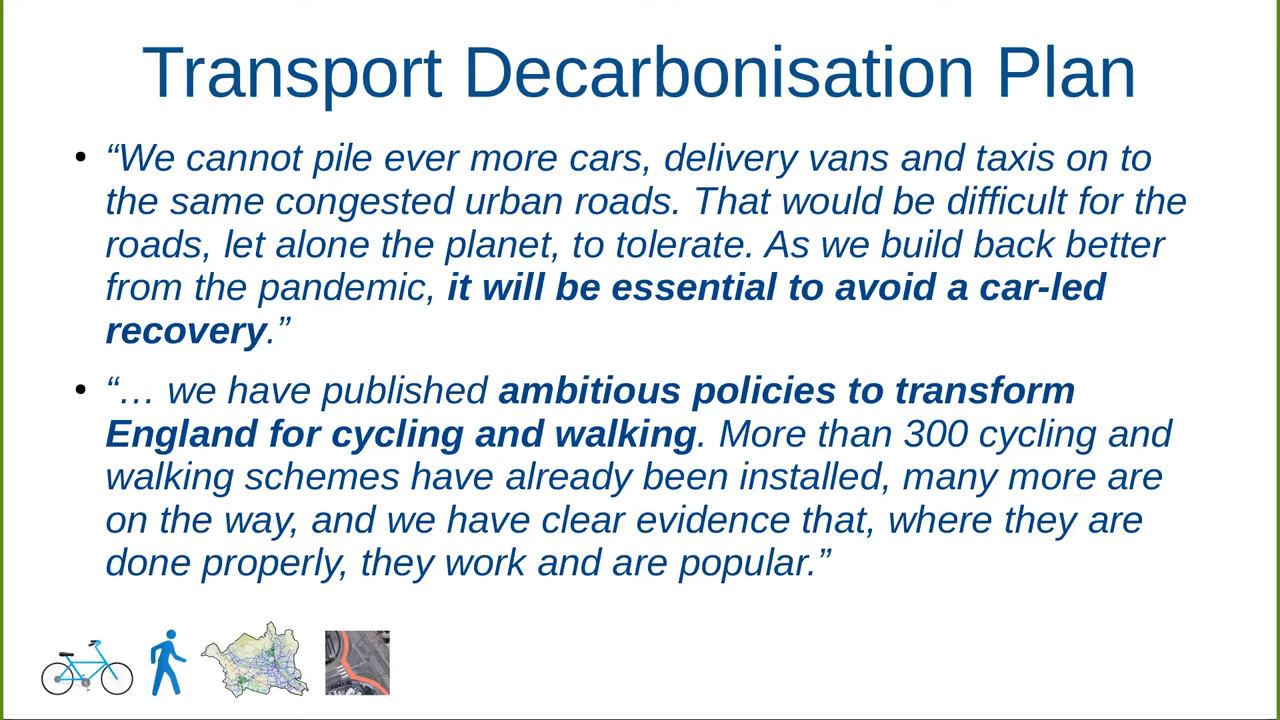 Transport Decarbonisation Plan
• “We cannot pile ever more cars, delivery vans and taxis on to
the same congested urban roads. That would be difficult for the
roads, let alone the planet, to tolerate. As we build back better
from the pandemic, it will be essential to avoid a car-led
recovery.”
• “… we have published ambitious policies to transform
England for cycling and walking. More than 300 cycling and
walking schemes have already been installed, many more are
on the way, and we have clear evidence that, where they are
done properly, they work and are popular.”